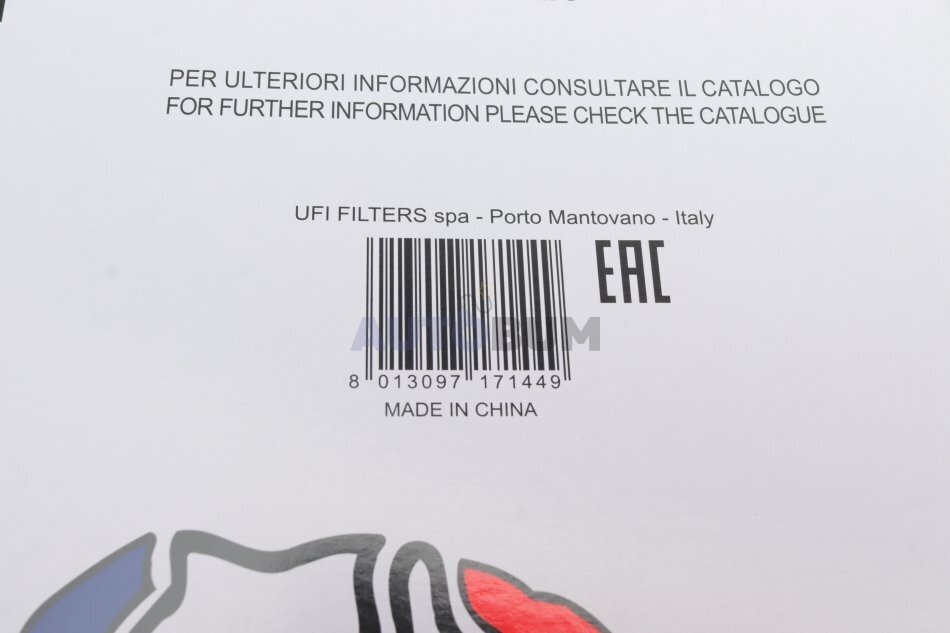 PER ULTERIORI INFORMAZIONI CONSULTARE IL CATALOGO
FOR FURTHER INFORMATION PLEASE CHECK THE CATALOGUE
UFI FILTERS spa - Porto Mantovano - Italy
EAC
AUTOBUM
8 013097 171449
MADE IN CHINA